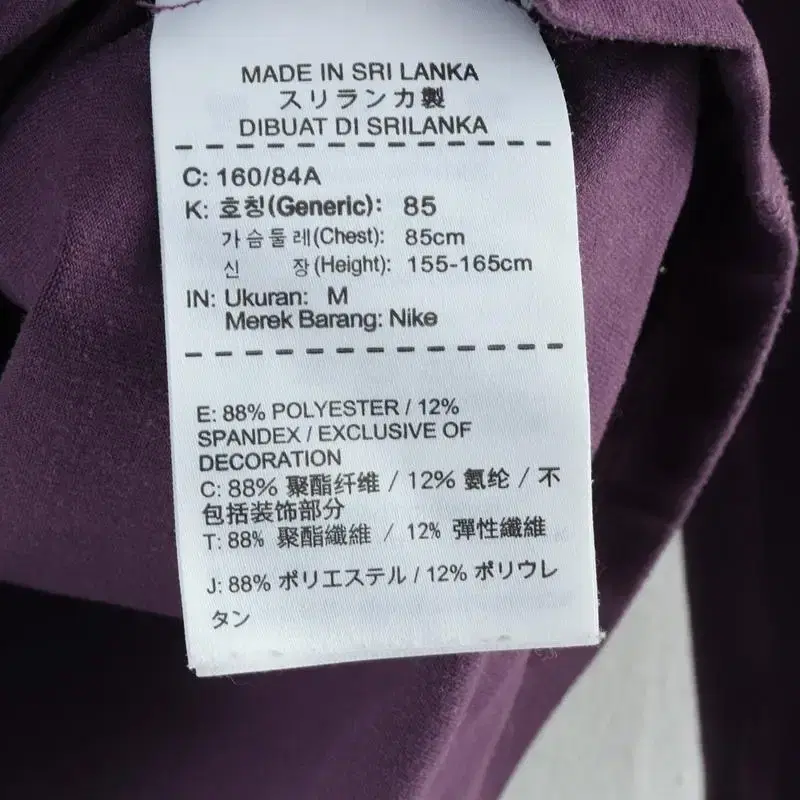 MADE IN SRI LANKA
スリランカ製
DIBUAT DI SRILANKA
C: 160/84A
K: 호칭(Generic): 85
가슴둘레(Chest): 85cm
신 장(Height): 155-165cm
IN: Ukuran: M
Merek Barang: Nike
E: 88% POLYESTER / 12%
SPANDEX / EXCLUSIVE OF
DECORATION
C: 88% 聚酯纤维 / 12% 氨纶 / 不
包括装饰部分
T: 88% 聚酯纖維 / 12% 彈性纖維
J: 88% ポリエステル / 12% ポリウレ
タン